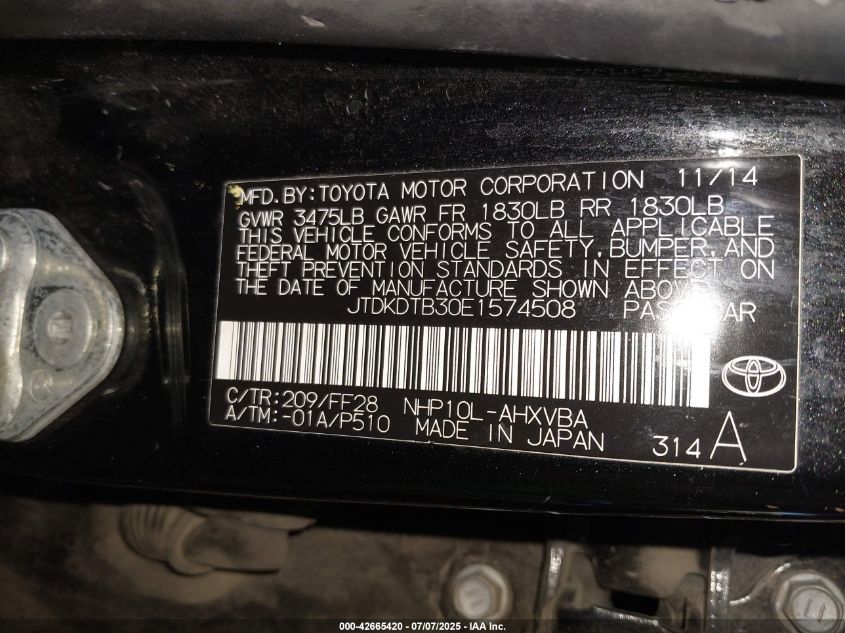 MFD.BY:TOYOTA MOTOR CORPORATION 11/14
GVWR 3475LB GAWR FR 1830LB RR 1830LB
THIS VEHICLE CONFORMS TO ALL APPLICABLE
FEDERAL MOTOR VEHICLE SAFETY,BUMPER,AND
THEFT PREVENTION STANDARDS IN EFFECT ON
THE DATE OF MANUFACTURE SHOWN ABOVE.
JTDKDTB30E1574508
C/TR:209/FF28 NHP10L-AHXVBA
A/TM:-01A/P510 MADE IN JAPAN 314 A
000-42665420 - 07/07/2025 - IAA Inc.